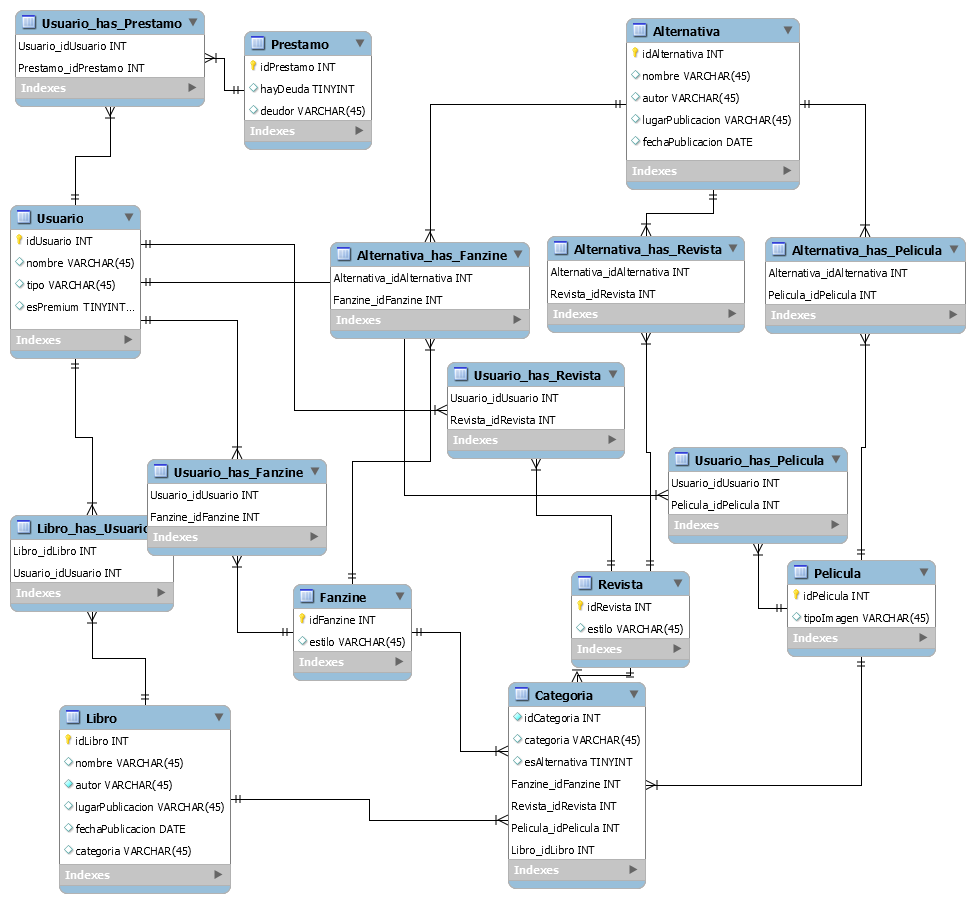 Usuario_has_Prestamo
Usuario_idUsuario INT
Prestamo_idPrestamo INT
Indexes
Prestamo
idPrestamo INT
hayDeuda TINYINT
deudor VARCHAR(45)
Indexes
Alternativa
idAlternativa INT
nombre VARCHAR(45)
autor VARCHAR(45)
lugarPublicacion VARCHAR(45)
fechaPublicacion DATE
Indexes
Usuario
idUsuario INT
nombre VARCHAR(45)
tipo VARCHAR(45)
esPremium TINYINT...
Indexes
Alternativa_has_Fanzine
Alternativa_idAlternativa INT
Fanzine_idFanzine INT
Indexes
Alternativa_has_Revista
Alternativa_idAlternativa INT
Revista_idRevista INT
Indexes
Alternativa_has_Pelicula
Alternativa_idAlternativa INT
Pelicula_idPelicula INT
Indexes
Usuario_has_Revista
Usuario_idUsuario INT
Revista_idRevista INT
Indexes
Usuario_has_Fanzine
Usuario_idUsuario INT
Fanzine_idFanzine INT
Indexes
Usuario_has_Pelicula
Usuario_idUsuario INT
Pelicula_idPelicula INT
Indexes
Libro_has_Usuario
Libro_idLibro INT
Usuario_idUsuario INT
Indexes
Fanzine
idFanzine INT
estilo VARCHAR(45)
Indexes
Revista
idRevista INT
estilo VARCHAR(45)
Indexes
Pelicula
idPelicula INT
tipoImagen VARCHAR(45)
Indexes
Libro
idLibro INT
nombre VARCHAR(45)
autor VARCHAR(45)
lugarPublicacion VARCHAR(45)
fechaPublicacion DATE
categoria VARCHAR(45)
Indexes
Categoria
idCategoria INT
categoria VARCHAR(45)
esAlternativa TINYINT
Fanzine_idFanzine INT
Revista_idRevista INT
Pelicula_idPelicula INT
Libro_idLibro INT
Indexes